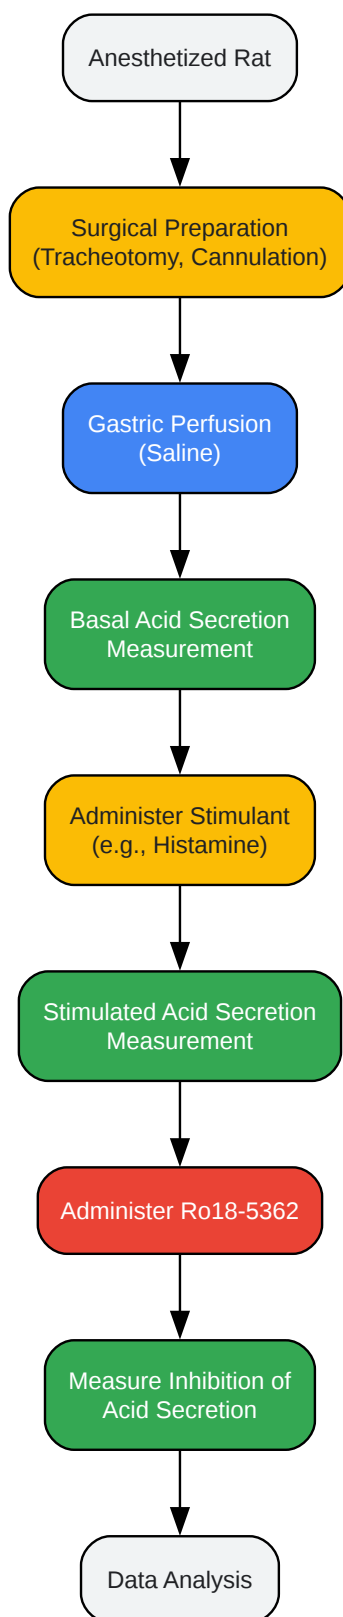 Anesthetized Rat
Surgical Preparation
(Tracheotomy, Cannulation)
Gastric Perfusion
(Saline)
Basal Acid Secretion
Measurement
Administer Stimulant
(e.g., Histamine)
Stimulated Acid Secretion
Measurement
Administer Ro18-5362
Measure Inhibition of
Acid Secretion
Data Analysis